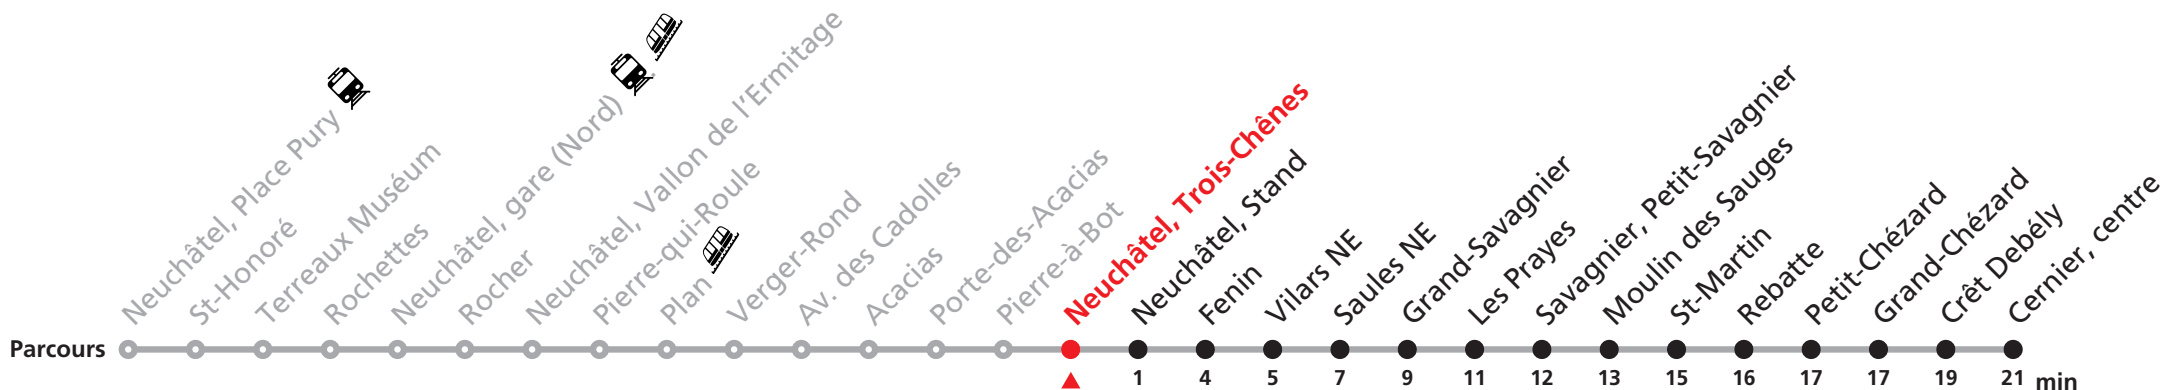 Neuchâtel, Place Pury
St-Honoré
Terreaux Muséum
Rochettes
Neuchâtel, gare (Nord)
Rocher
Neuchâtel, Vallon de l'Ermitage
Pierre-qui-Roule
Plan
Verger-Rond
Av. des Cadolles
Acacias
Porte-des-Acacias
Pierre-à-Bot
Neuchâtel, Trois-Chênes
Neuchâtel, Stand
Fenin
Vilars NE
Saules NE
Grand-Savagnier
Les Prayes
Savagnier, Petit-Savagnier
Moulin des Sauges
St-Martin
Rebatte
Petit-Chézard
Grand-Chézard
Crêt Debély
Cernier, centre
Parcours
1 4 5 7 9 11 12 13 15 16 17 17 19 21 min